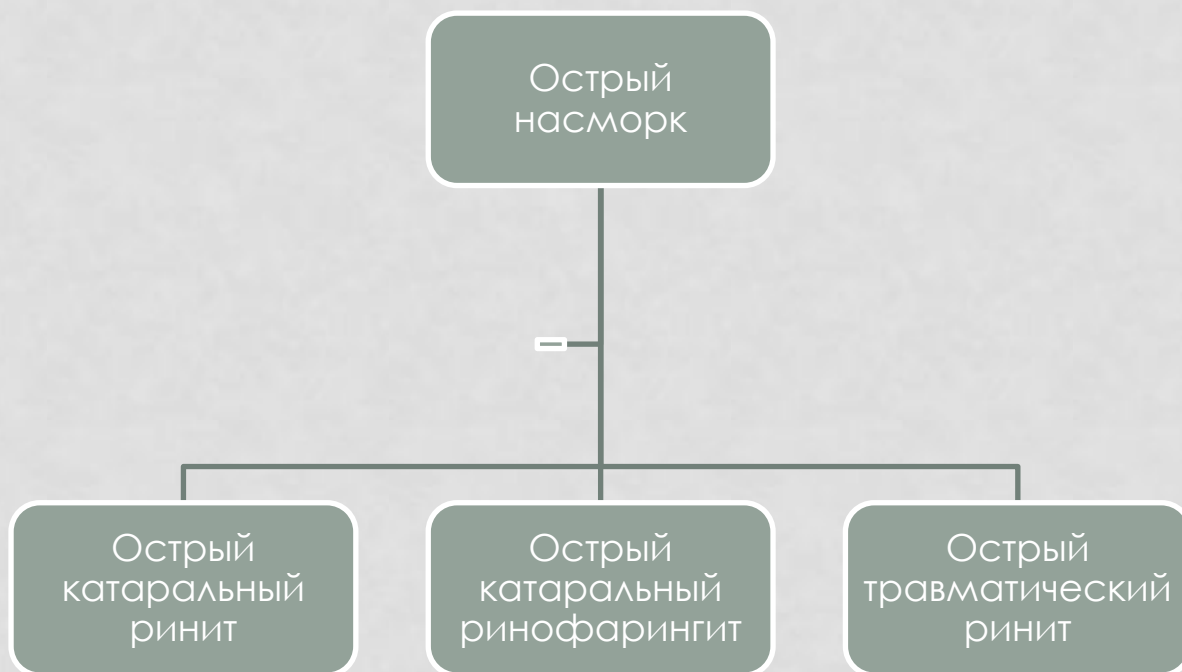 Острый
насморк
Острый
катаральный
ринит
Острый
катаральный
ринофарингит
Острый
травматический
ринит